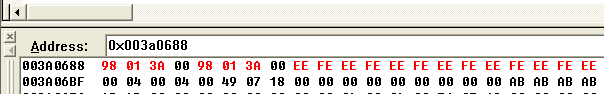 Address: 0x003a0688
003A0688 98 01 3A 00 98 01 3A 00 EE FE EE FE EE FE EE FE EE FE EE FE EE
003A06BF 00 04 00 04 00 49 07 18 00 00 00 00 00 00 00 00 AB AB AB AB